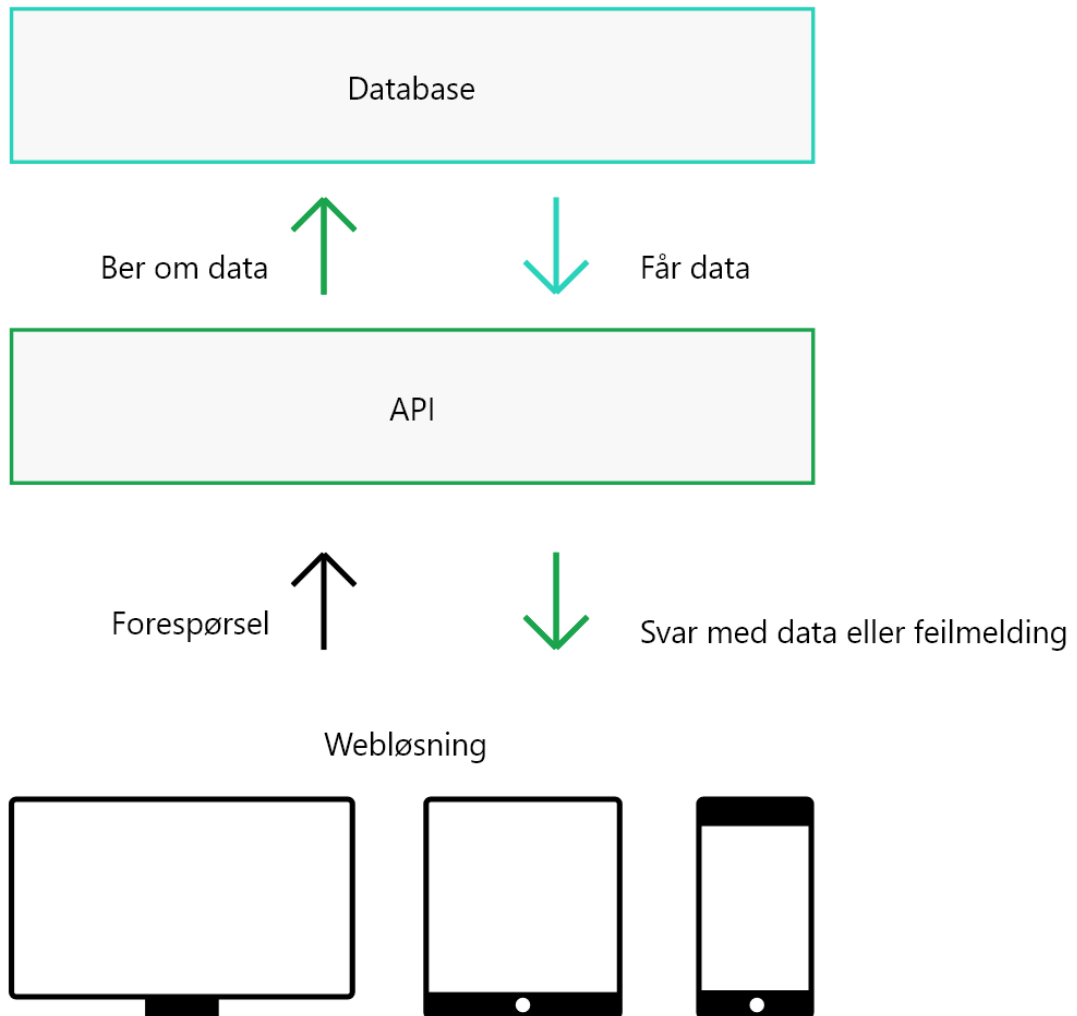 Database
Ber om data
Får data
API
Forespørsel
Svar med data eller feilmelding
Webløsning